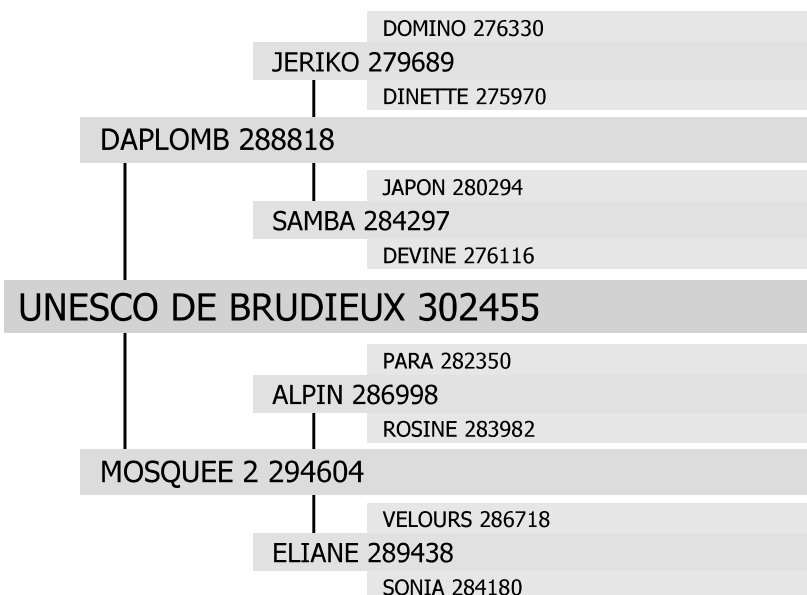 DOMINO 276330
JERIKO 279689
DINETTE 275970
DAPLOMB 288818
JAPON 280294
SAMBA 284297
DEVINE 276116
UNESCO DE BRUDIEUX 302455
PARA 282350
ALPIN 286998
ROSINE 283982
MOSQUEE 2 294604
VELOURS 286718
ELIANE 289438
SONIA 284180